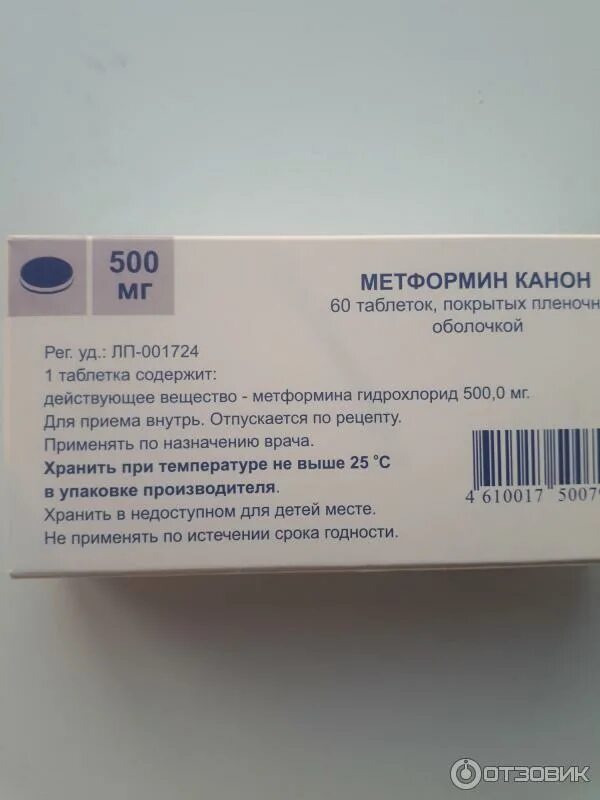 500
мг
МЕТФОРМИН КАНОН
60 таблеток, покрытых
оболочкой
Рег. уд.: ЛП-001724
1 таблетка содержит:
действующее вещество - метформина гидрохлорид 500,0 мг.
Для приема внутрь. Отпускается по рецепту.
Применять по назначению врача.
Хранить при температуре не выше 25 °С
в упаковке производителя.
Хранить в недоступном для детей месте.
Не применять по истечении срока годности.
4 610017
ОТЗОВИК